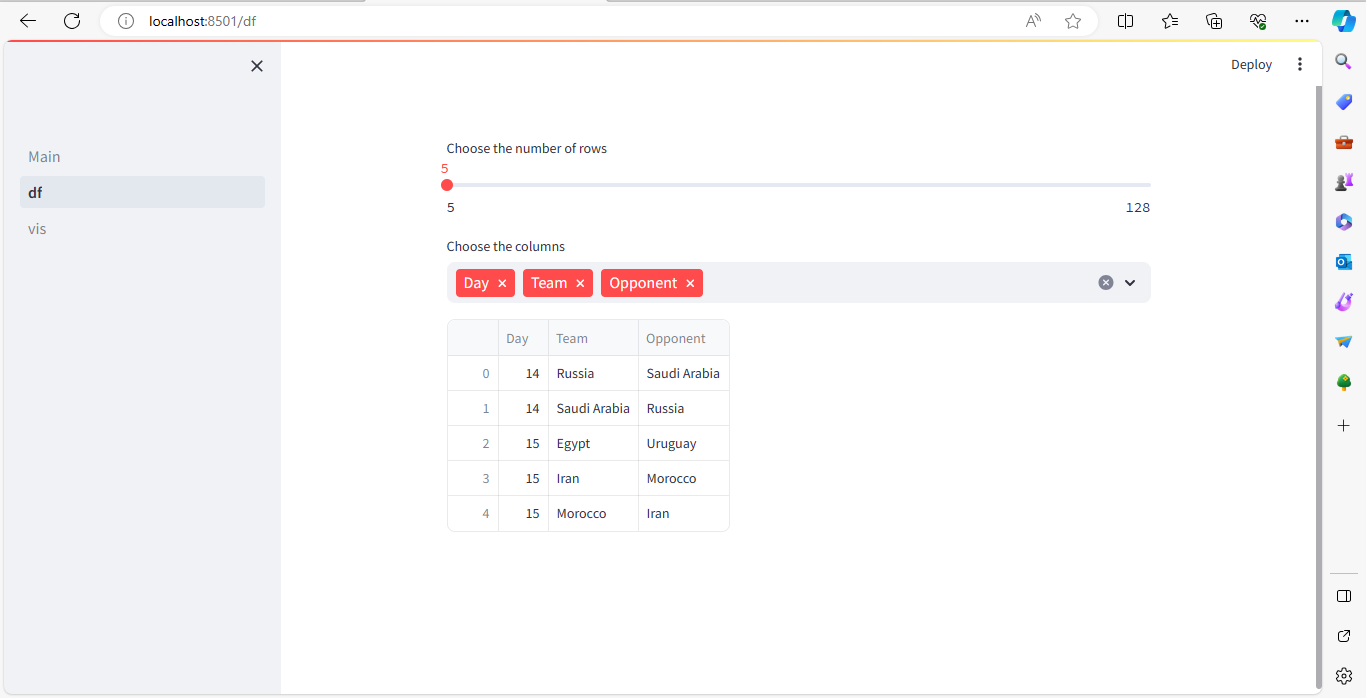 localhost:8501/df
Deploy
Main
df
vis
Choose the number of rows
5
5 128
Choose the columns
Day Team Opponent
Day Team Opponent
0 14 Russia Saudi Arabia
1 14 Saudi Arabia Russia
2 15 Egypt Uruguay
3 15 Iran Morocco
4 15 Morocco Iran